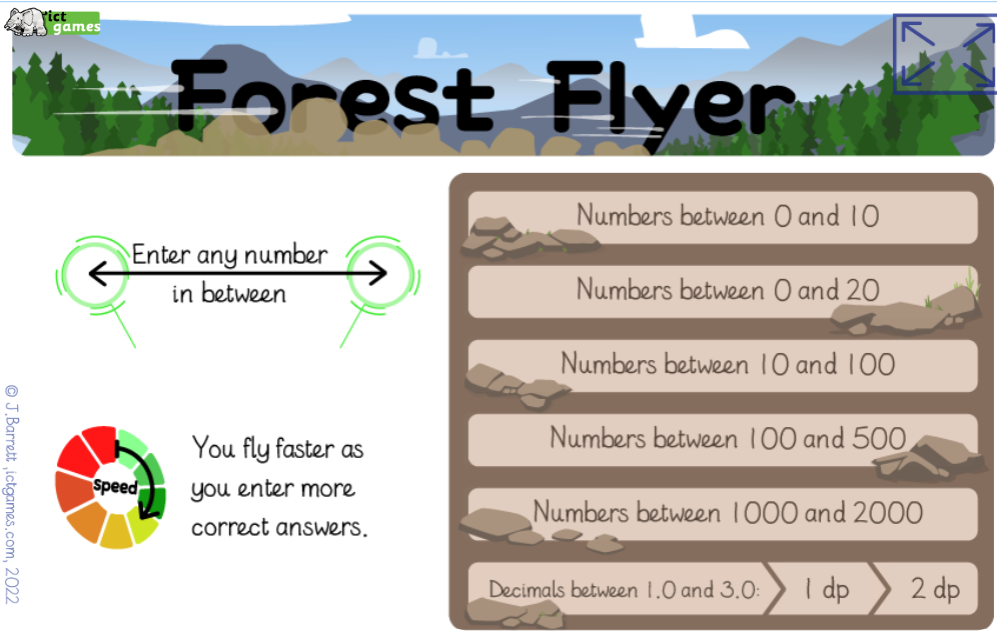 ict
games
Forest Flyer
Enter any number
in between
You fly faster as
you enter more
correct answers.
speed
© J.Barrett ,ictgames.com, 2022
Numbers between 0 and 10
Numbers between 0 and 20
Numbers between 10 and 100
Numbers between 100 and 500
Numbers between 1000 and 2000
Decimals between 1.0 and 3.0: 1 dp 2 dp